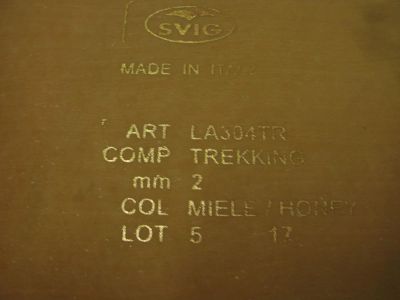 SVIG
MADE IN ITALY
ART LA304TR
COMP TREKKING
mm 2
COL MIELE / HONEY
LOT 5 17